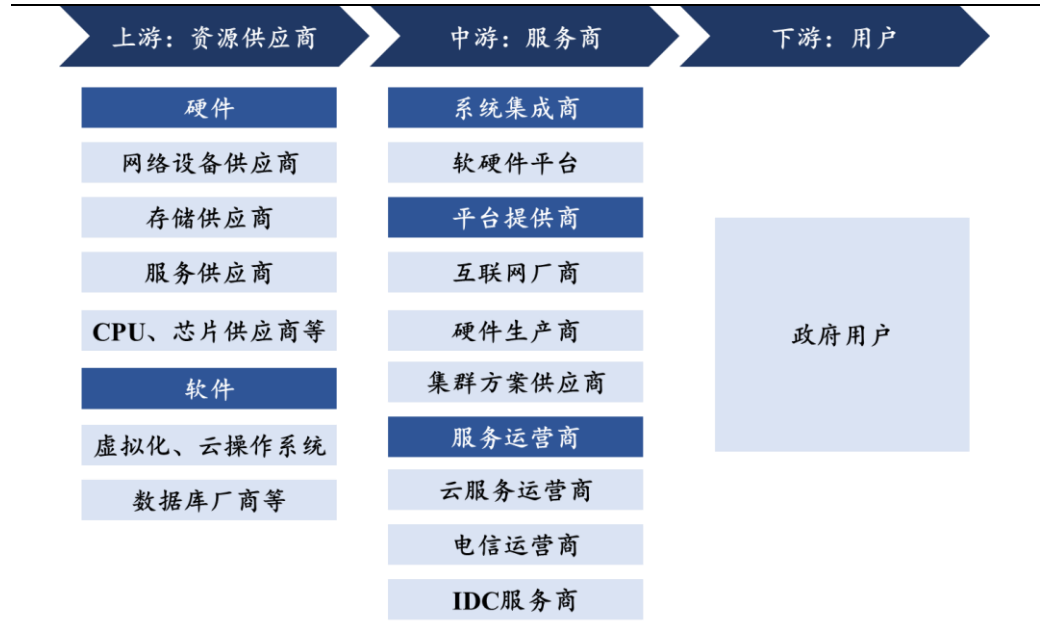 上游：资源供应商
中游：服务商
下游：用户
硬件
网络设备供应商
存储供应商
服务供应商
CPU、芯片供应商等
软件
虚拟化、云操作系统
数据库厂商等
系统集成商
软硬件平台
平台提供商
互联网厂商
硬件生产商
集群方案供应商
服务运营商
云服务运营商
电信运营商
IDC服务商
政府用户